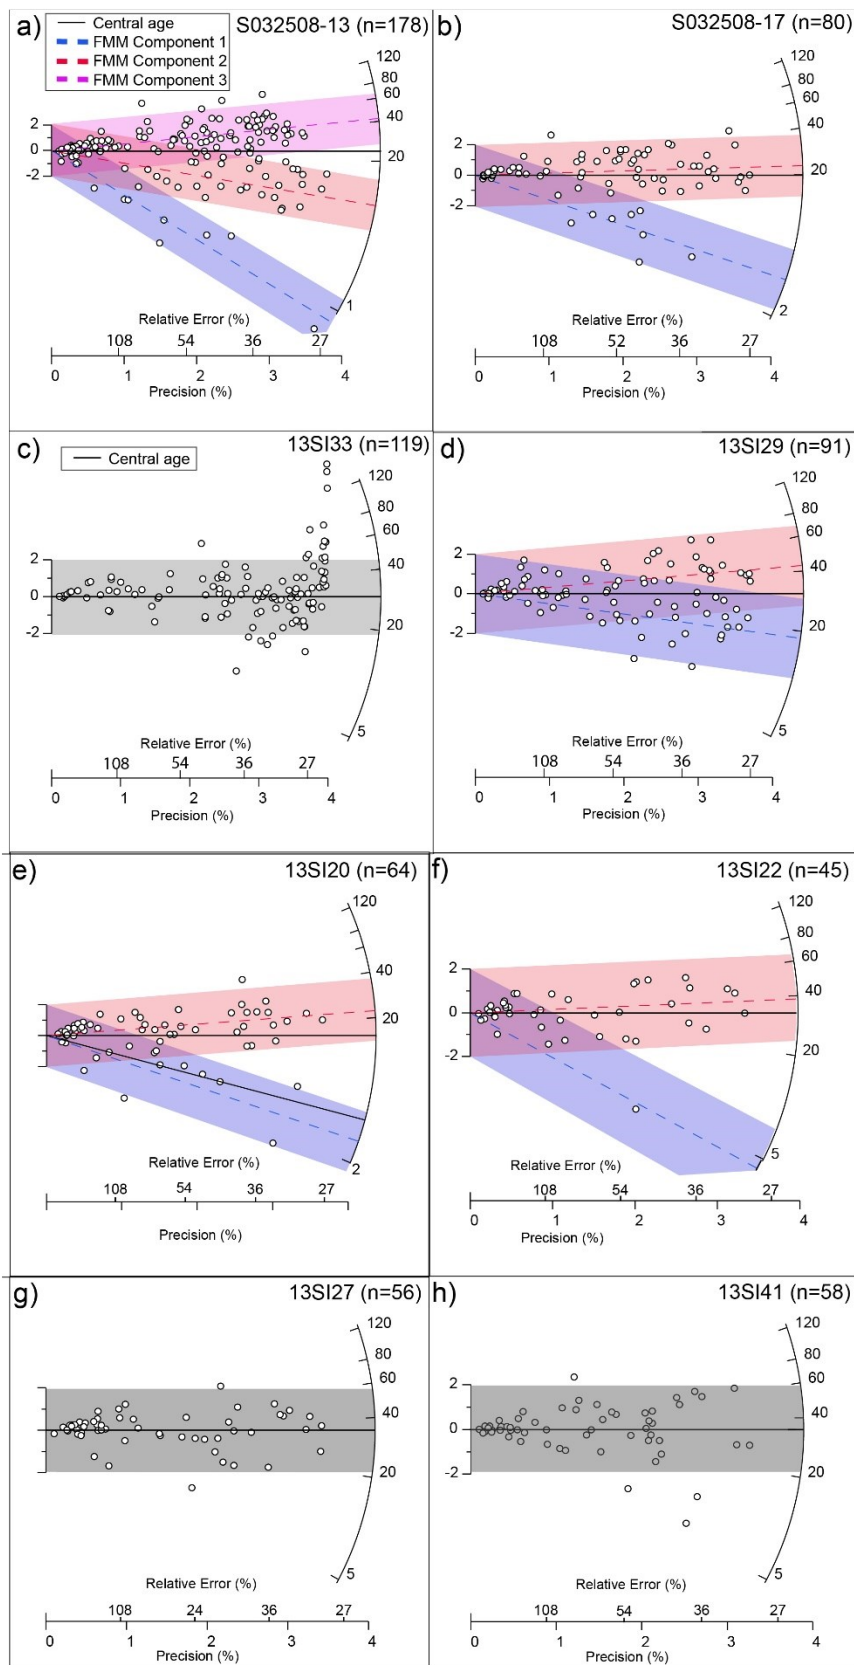 a)
S032508-13 (n=178)
Central age
FMM Component 1
FMM Component 2
FMM Component 3
120
80
60
40
20
1
2
0
-2
Relative Error (%)
108 54 36 27
0 1 2 3 4
Precision (%)
b)
S032508-17 (n=80)
120
80
60
40
20
2
2
0
-2
Relative Error (%)
108 52 36 27
0 1 2 3 4
Precision (%)
c)
13SI33 (n=119)
Central age
120
80
60
40
20
5
2
0
-2
Relative Error (%)
108 54 36 27
0 1 2 3 4
Precision (%)
d)
13SI29 (n=91)
120
80
60
40
20
5
2
0
-2
Relative Error (%)
108 54 36 27
0 1 2 3 4
Precision (%)
e)
13SI20 (n=64)
120
40
20
2
Relative Error (%)
108 54 36 27
Precision (%)
f)
13SI22 (n=45)
120
80
60
40
20
5
2
0
-2
Relative Error (%)
108 54 36 27
0 1 2 3 4
Precision (%)
g)
13SI27 (n=56)
120
80
60
40
20
5
Relative Error (%)
108 24 36 27
0 1 2 3 4
Precision (%)
h)
13SI41 (n=58)
120
80
60
40
20
5
2
0
-2
Relative Error (%)
108 54 36 27
0 1 2 3 4
Precision (%)